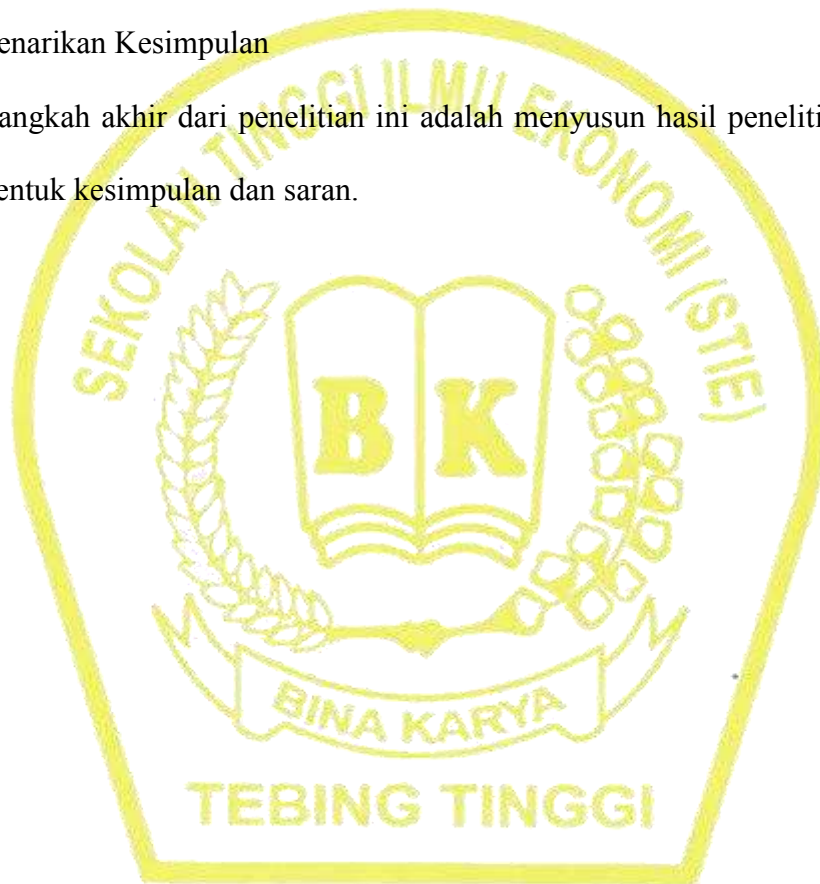 enarikan Kesimpulan
angkah akhir dari penelitian ini adalah menyusun hasil peneliti
entuk kesimpulan dan saran.
SEKOLAH TINGGI ILMU EKONOMI (STIE)
B K
BINA KARYA
TEBING TINGGI